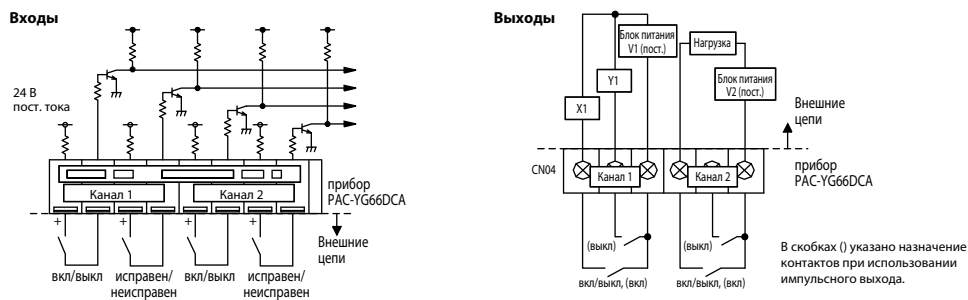 Входы
24 В
пост. тока
Канал 1
Канал 2
прибор
PAC-YG66DCA
+
+
+
+
Внешние
цепи
вкл/выкл
исправен/
неисправен
вкл/выкл
исправен/
неисправен
Выходы
Блок питания
V1 (пост.)
Нагрузка
Y1
Блок питания
V2 (пост.)
X1
Внешние
цепи
CN04
Канал 1
Канал 2
прибор
PAC-YG66DCA
(выкл)
(выкл)
вкл/выкл, (вкл)
вкл/выкл, (вкл)
В скобках () указано назначение
контактов при использовании
импульсного выхода.